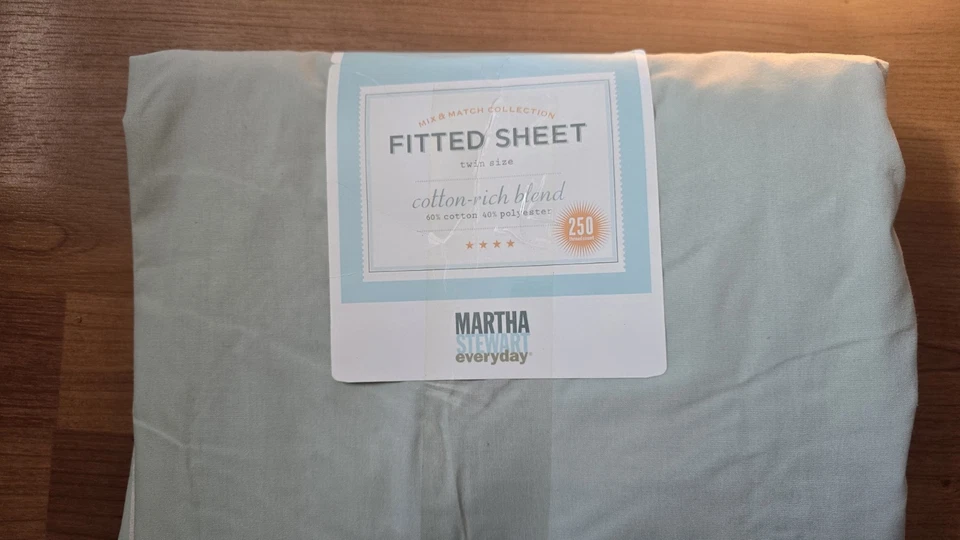 MIX & MATCH COLLECTION
FITTED SHEET
twin size
cotton-rich blend
60% cotton 40% polyester
250
MARTHA
STEWART
everyday